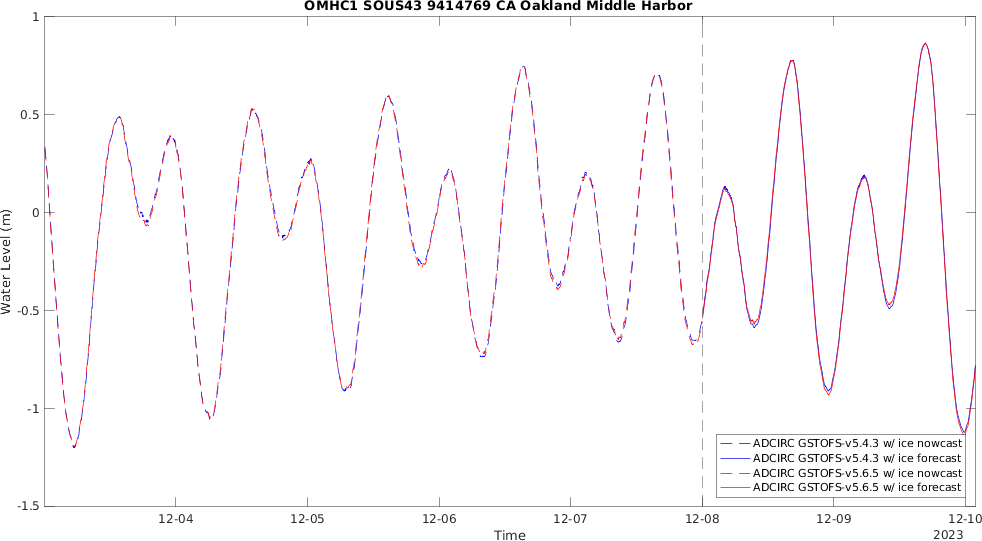 OMHC1 SOUS43 9414769 CA Oakland Middle Harbor
1
0.5
0
-0.5
-1
-1.5
Water Level (m)
12-04
12-05
12-06
12-07
12-08
12-09
12-10
Time
2023
ADCIRC GSTOFS-v5.4.3 w/ ice nowcast
ADCIRC GSTOFS-v5.4.3 w/ ice forecast
ADCIRC GSTOFS-v5.6.5 w/ ice nowcast
ADCIRC GSTOFS-v5.6.5 w/ ice forecast